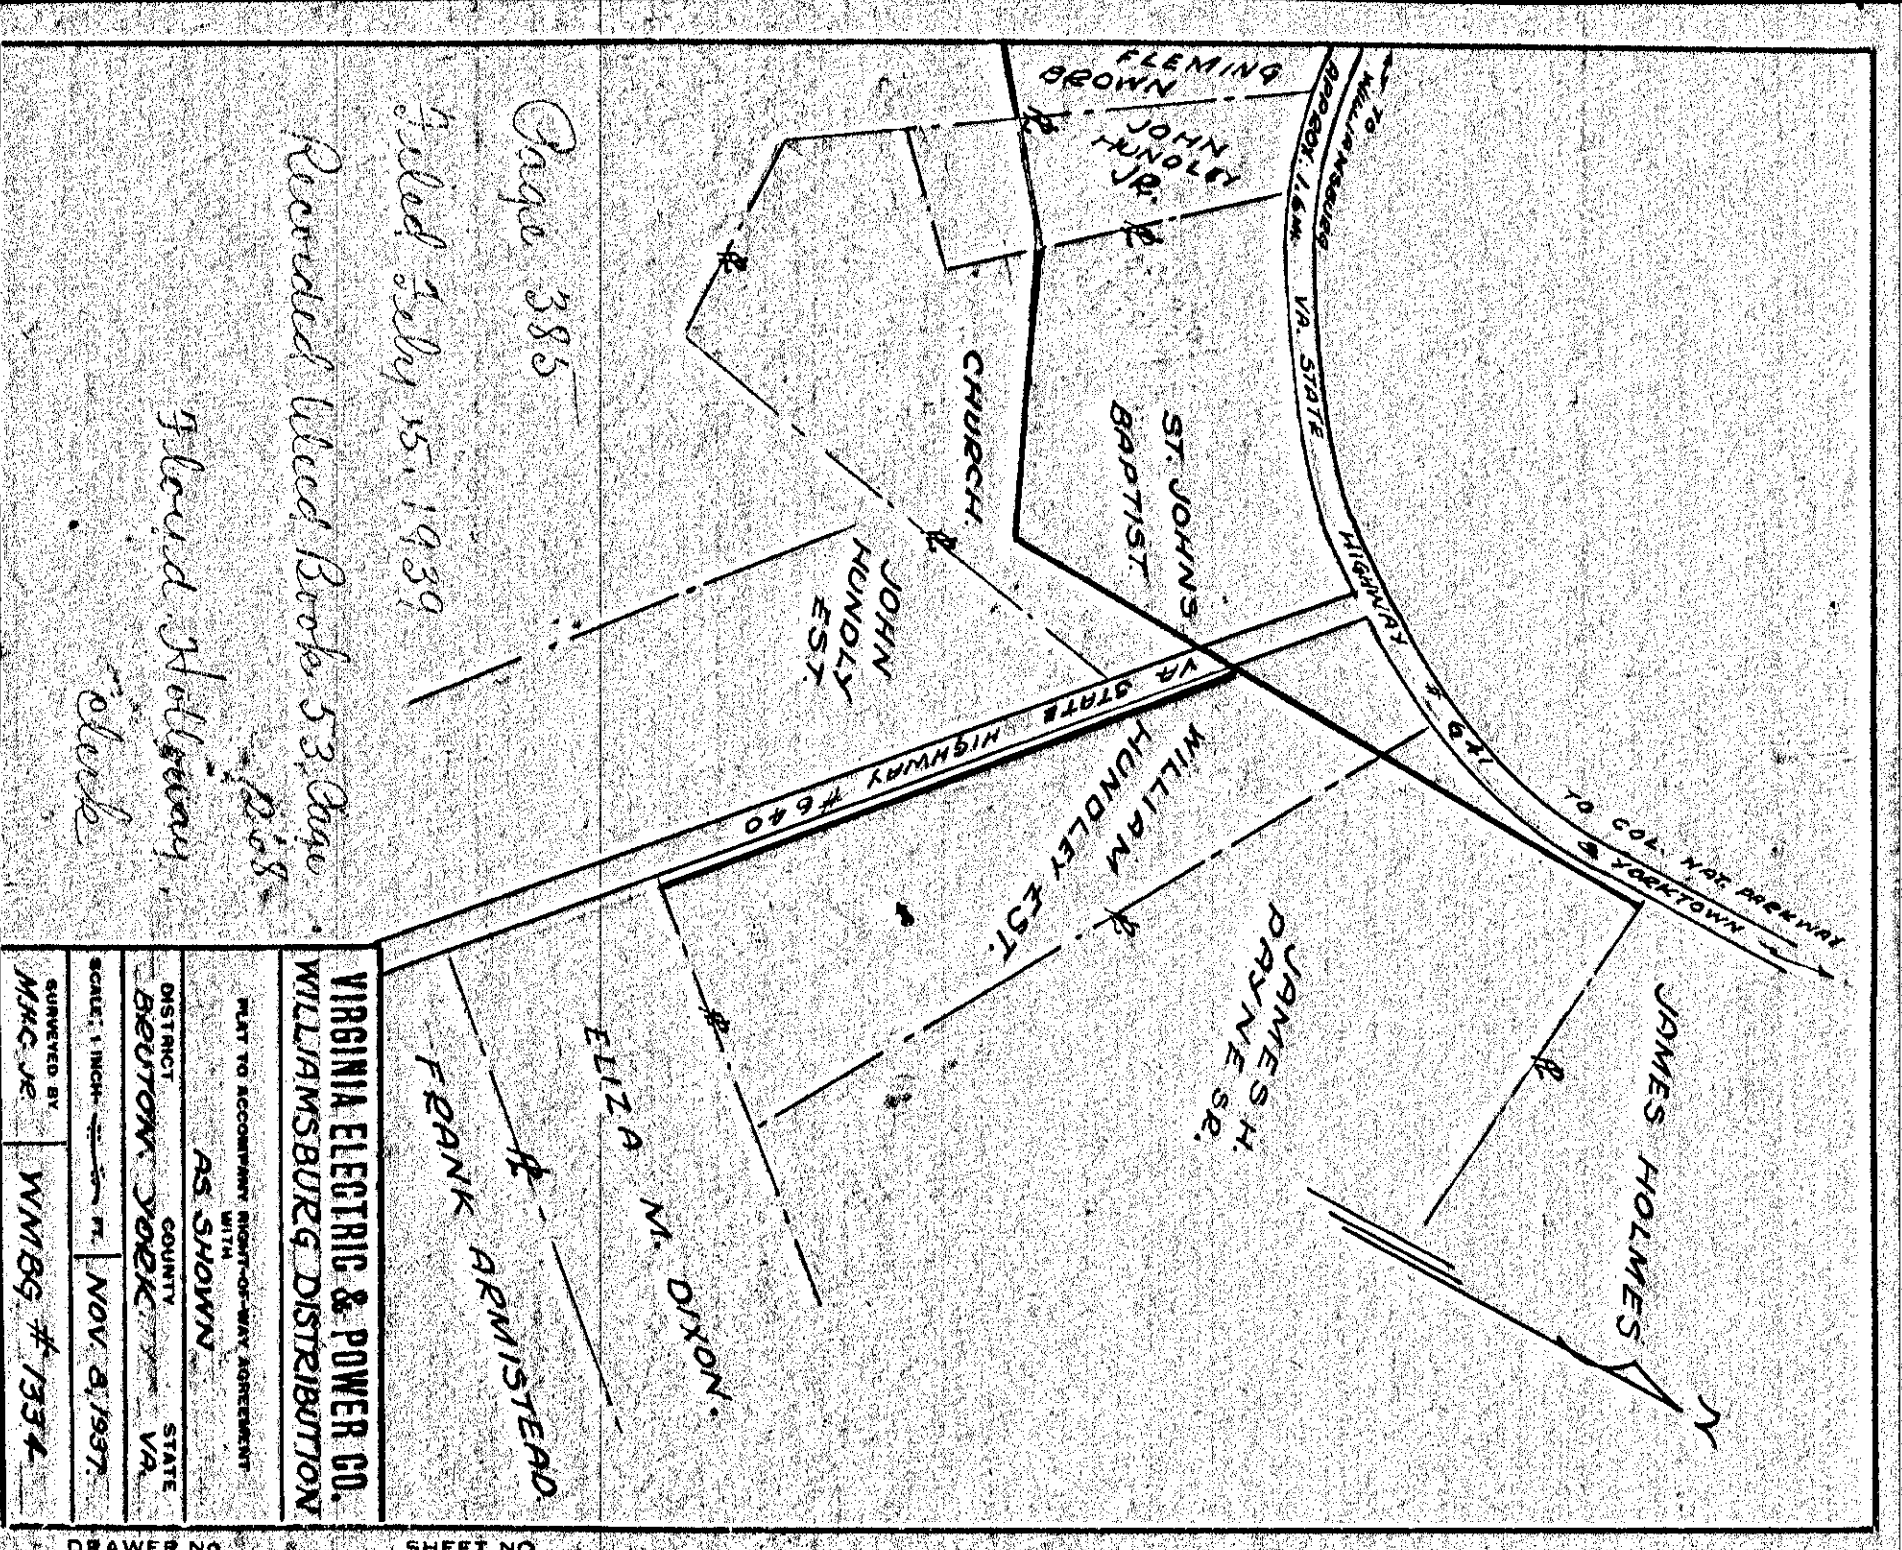 FLEMING
BROWN
JOHN
HUNDLEY
JR.
← TO WILLIAMSBURG
APPROX. 1.6 MI.
VA. STATE HIGHWAY # 641
TO COL. NAT. PARKWAY
& YORKTOWN
ST. JOHNS
BAPTIST.
CHURCH.
JOHN
HUNDLY
EST.
VA STATE HIGHWAY #640
WILLIAM
HUNDLEY EST.
JAMES H.
PAYNE SR.
JAMES HOLMES
N
ELIZA M. DIXON.
FRANK ARMISTEAD.
Page 385
Filed Feby 5. 1939
Recorded Deed Book 53, Page
Floyd Holloway
Clerk
VIRGINIA ELECTRIC & POWER CO.
WILLIAMSBURG DISTRIBUTION
PLAT TO ACCOMPANY RIGHT-OF-WAY AGREEMENT
WITH
AS SHOWN
DISTRICT COUNTY STATE
BRUTON YORK VA.
SCALE: 1 INCH = FT. NOV. 8, 1937.
SURVEYED BY
MHC JR. WMBG # 1334
DRAWER NO.
SHEET NO.